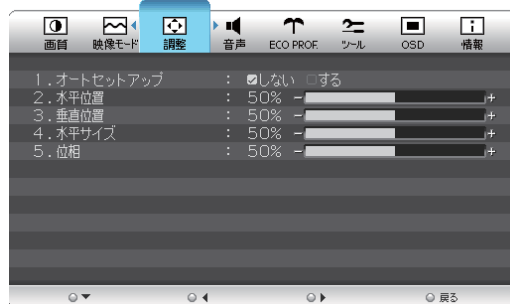 画質 映像モード 調整 音声 ECO PROF. ツール OSD 情報
1.オートセットアップ : しない する
2.水平位置 : 50% - +
3.垂直位置 : 50% - +
4.水平サイズ : 50% - +
5.位相 : 50% - +
戻る